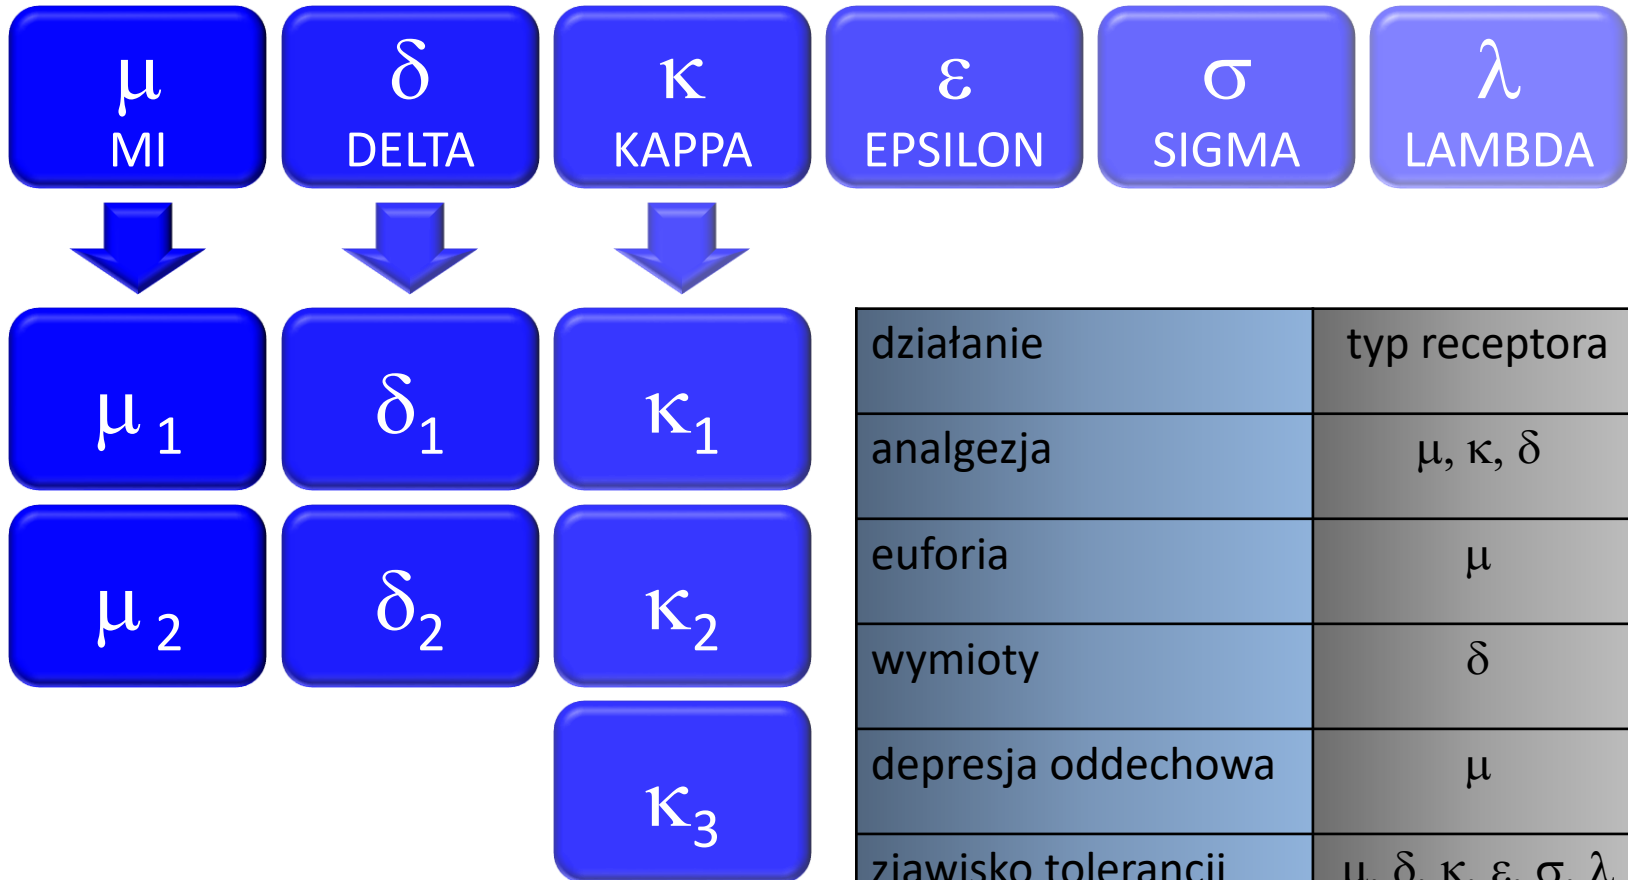 μ δ κ ε σ λ
MI DELTA KAPPA EPSILON SIGMA LAMBDA
μ 1 δ1 κ1
μ 2 δ2 κ2
κ3
działanie typ receptora
analgezja μ, κ, δ
euforia μ
wymioty δ
depresja oddechowa μ
zjawisko tolerancji μ, δ, κ, ε, σ, λ